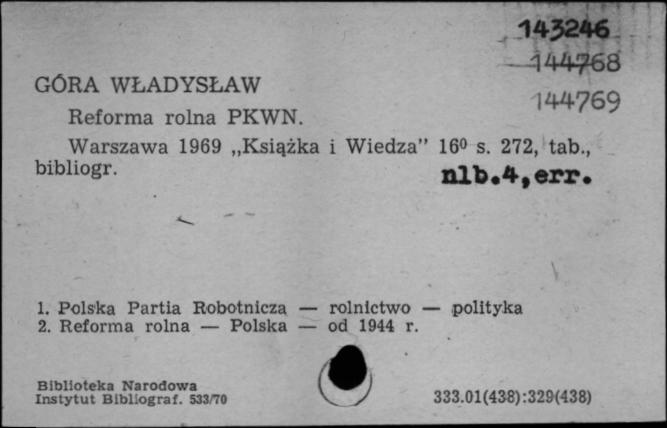 143246
144768
GÓRA WŁADYSŁAW
144769
Reforma rolna PKWN.
Warszawa 1969 „Książka i Wiedza” 16⁰ s. 272, tab.,
bibliogr.
nlb.4,err.
1. Polska Partia Robotnicza — rolnictwo — polityka
2. Reforma rolna — Polska — od 1944 r.
Biblioteka Narodowa
Instytut Bibliograf. 533/70
333.01(438):329(438)